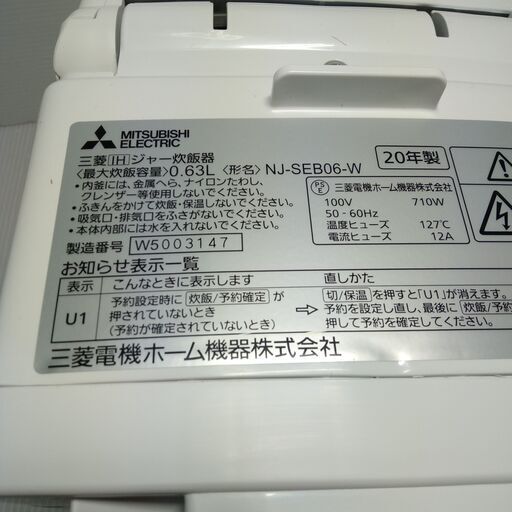 MITSUBISHI
ELECTRIC
三菱 IH ジャー炊飯器
〈最大炊飯容量〉0.63L 〈形名〉 NJ-SEB06-W
20年製
・内釜には、金属へら、ナイロンたわし、
クレンザー等使用しないでください。
・ふきんをかけて炊飯・保温しないでください。
・吸気口・排気口をふさがないでください。
・本体内部には水を入れないでください。
PS
E
三菱電機ホーム機器株式会社
100V 710W
50-60Hz
温度ヒューズ 127℃
電流ヒューズ 12A
製造番号 W5003147
お知らせ表示一覧
表示 こんなときに表示します 直しかた
U1
予約設定時に 炊飯/予約確定 が
押されていないとき
(予約が確定されていないとき)
⇨
切/保温 を押すと「U1」が消えます。
予約を設定し直し、最後に 炊飯/予約
押して予約を確定してください。
三菱電機ホーム機器株式会社